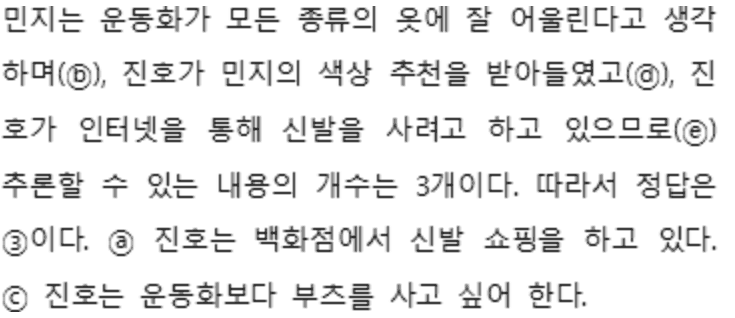 민지는 운동화가 모든 종류의 옷에 잘 어울린다고 생각
하며(ⓑ), 진호가 민지의 색상 추천을 받아들였고(ⓓ), 진
호가 인터넷을 통해 신발을 사려고 하고 있으므로(ⓔ)
추론할 수 있는 내용의 개수는 3개이다. 따라서 정답은
③이다. ⓐ 진호는 백화점에서 신발 쇼핑을 하고 있다.
ⓒ 진호는 운동화보다 부츠를 사고 싶어 한다.